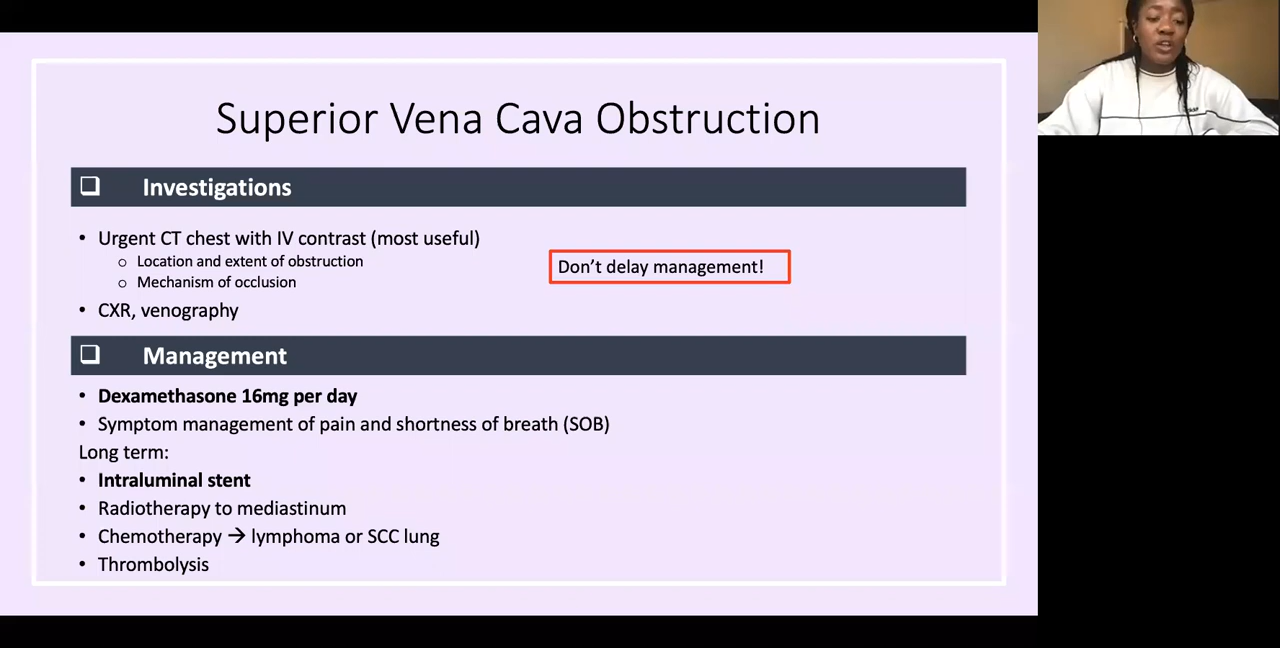 Superior Vena Cava Obstruction
Investigations
• Urgent CT chest with IV contrast (most useful)
o Location and extent of obstruction
o Mechanism of occlusion
Don't delay management!
• CXR, venography
Management
• Dexamethasone 16mg per day
• Symptom management of pain and shortness of breath (SOB)
Long term:
• Intraluminal stent
• Radiotherapy to mediastinum
• Chemotherapy → lymphoma or SCC lung
• Thrombolysis